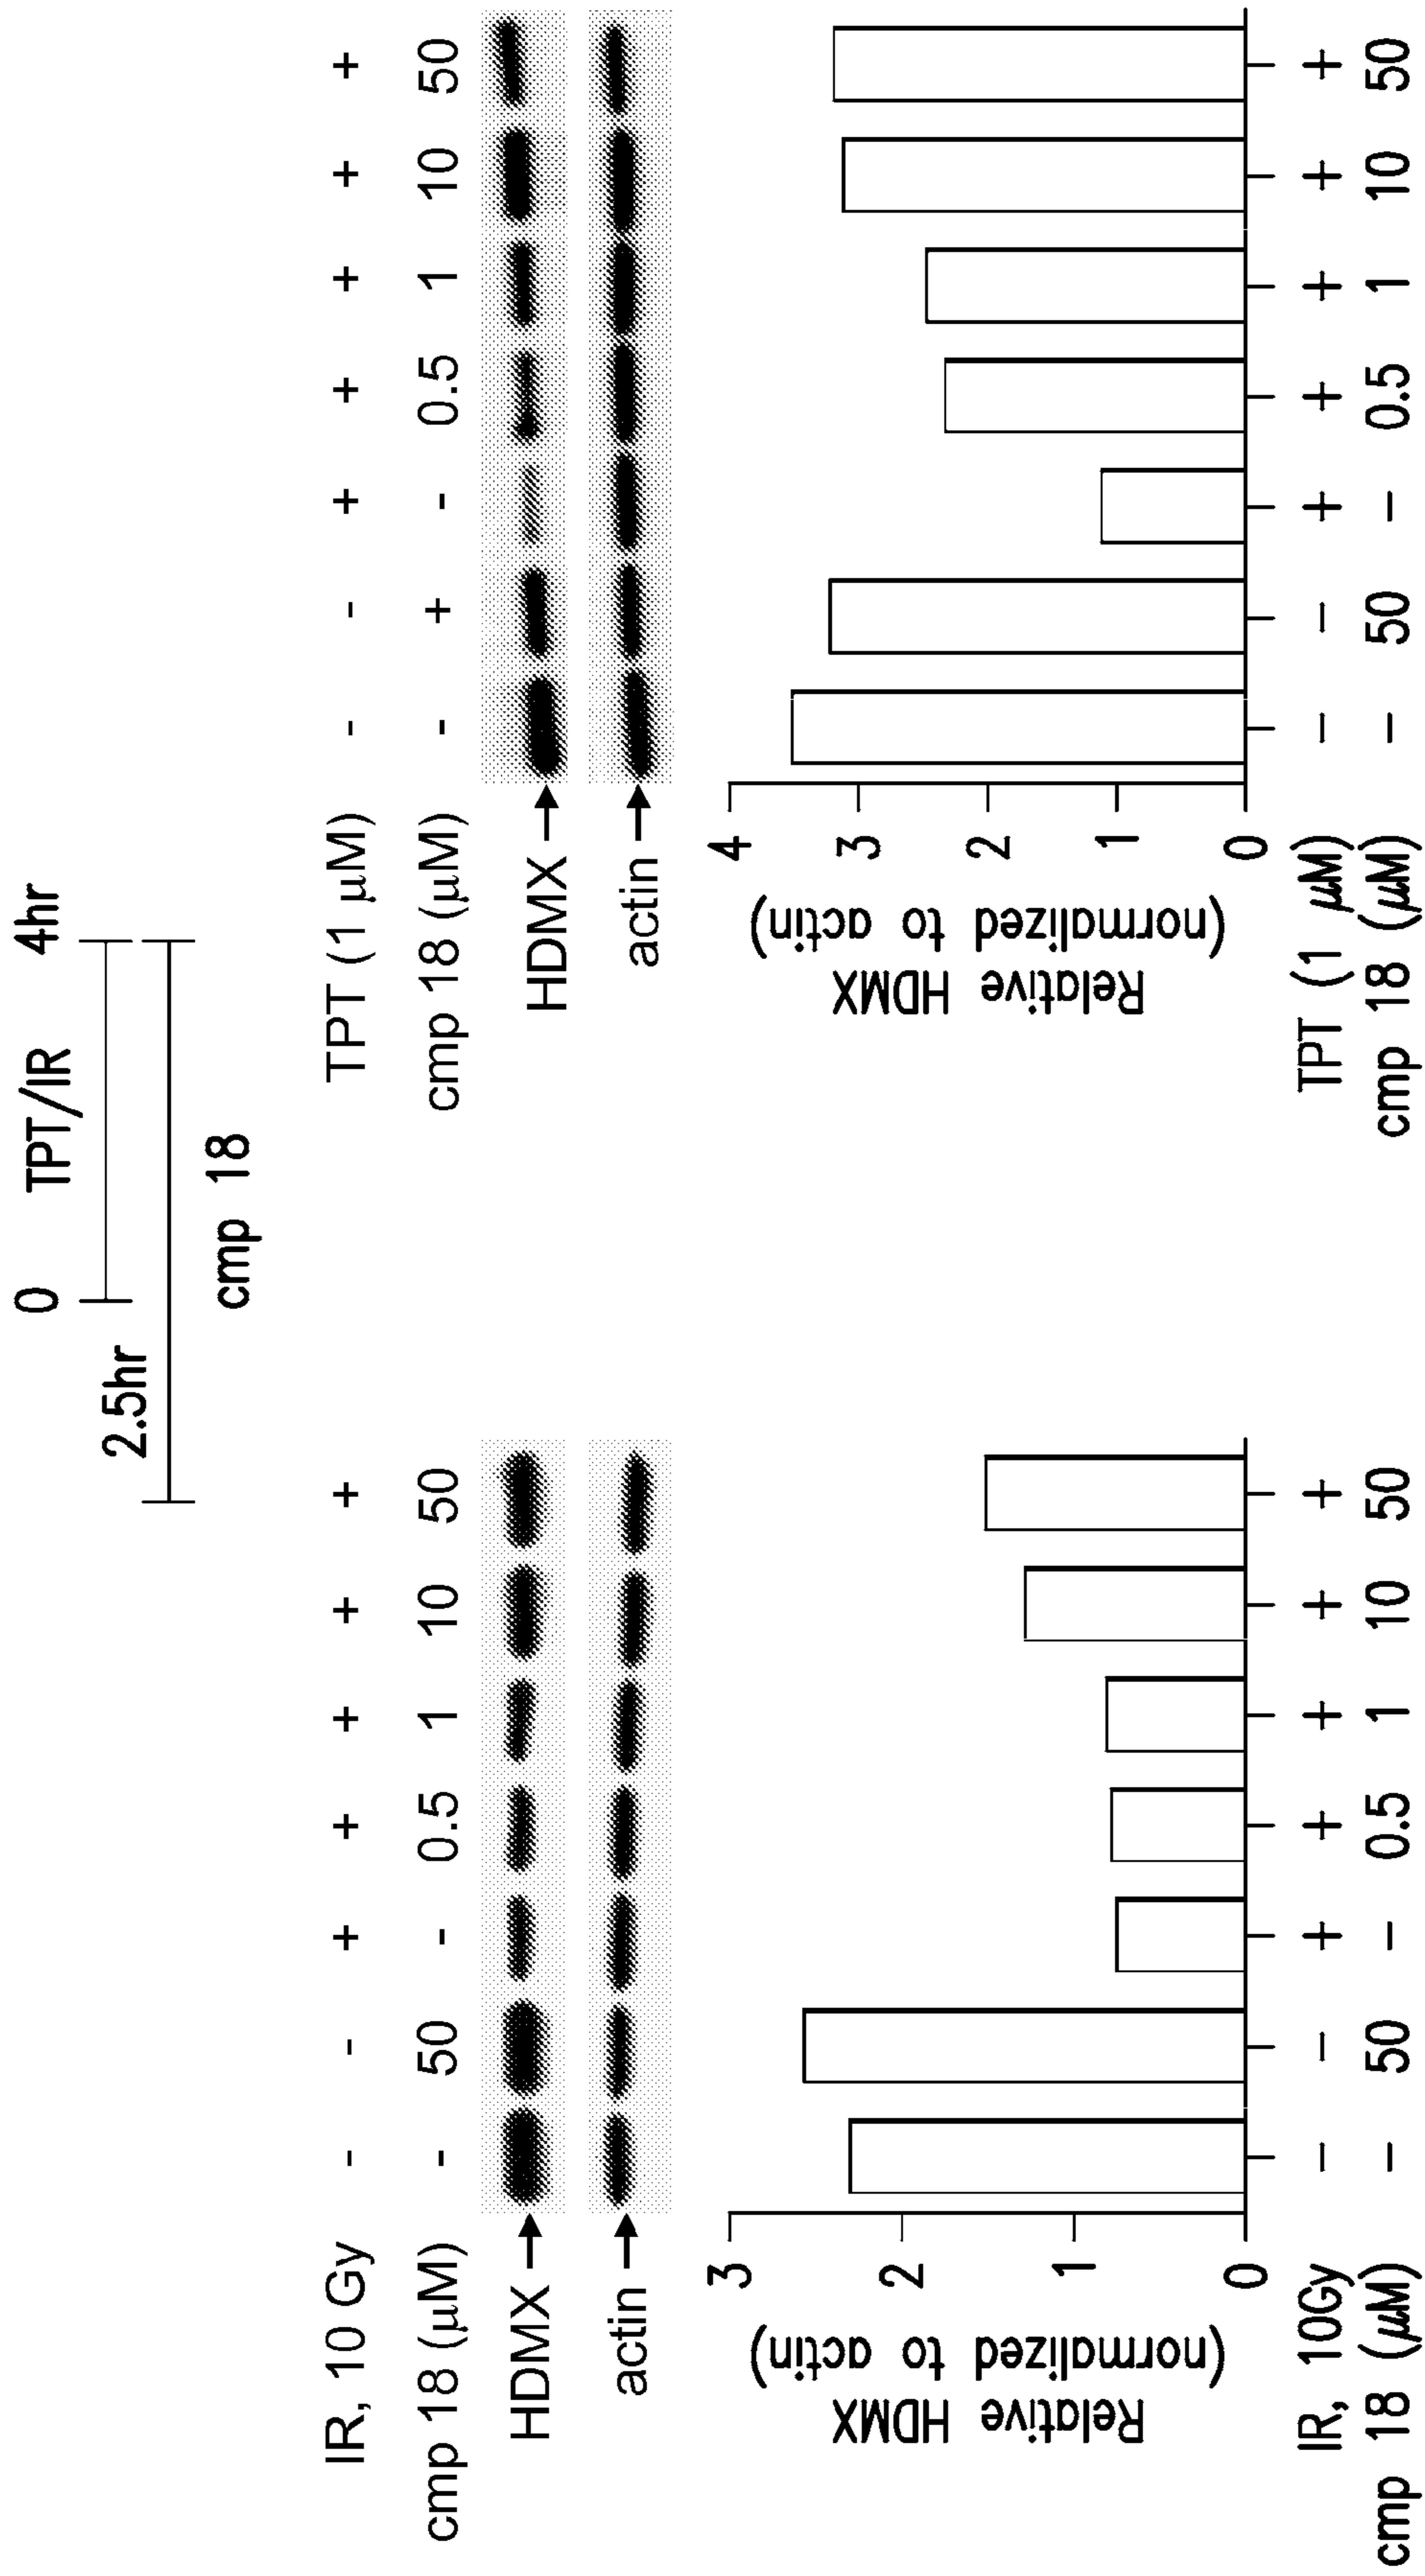 0 TPT/IR 4hr
2.5hr
cmp 18
IR, 10 Gy - - + + + + +
cmp 18 (μM) - 50 - 0.5 1 10 50
HDMX
actin
Relative HDMX
(normalized to actin)
3
2
1
0
IR, 10Gy − − + + + + +
cmp 18 (μM) − 50 − 0.5 1 10 50
TPT (1 μM) - - + + + + +
cmp 18 (μM) - + - 0.5 1 10 50
HDMX
actin
Relative HDMX
(normalized to actin)
4
3
2
1
0
TPT (1 μM) − − + + + + +
cmp 18 (μM) − 50 − 0.5 1 10 50